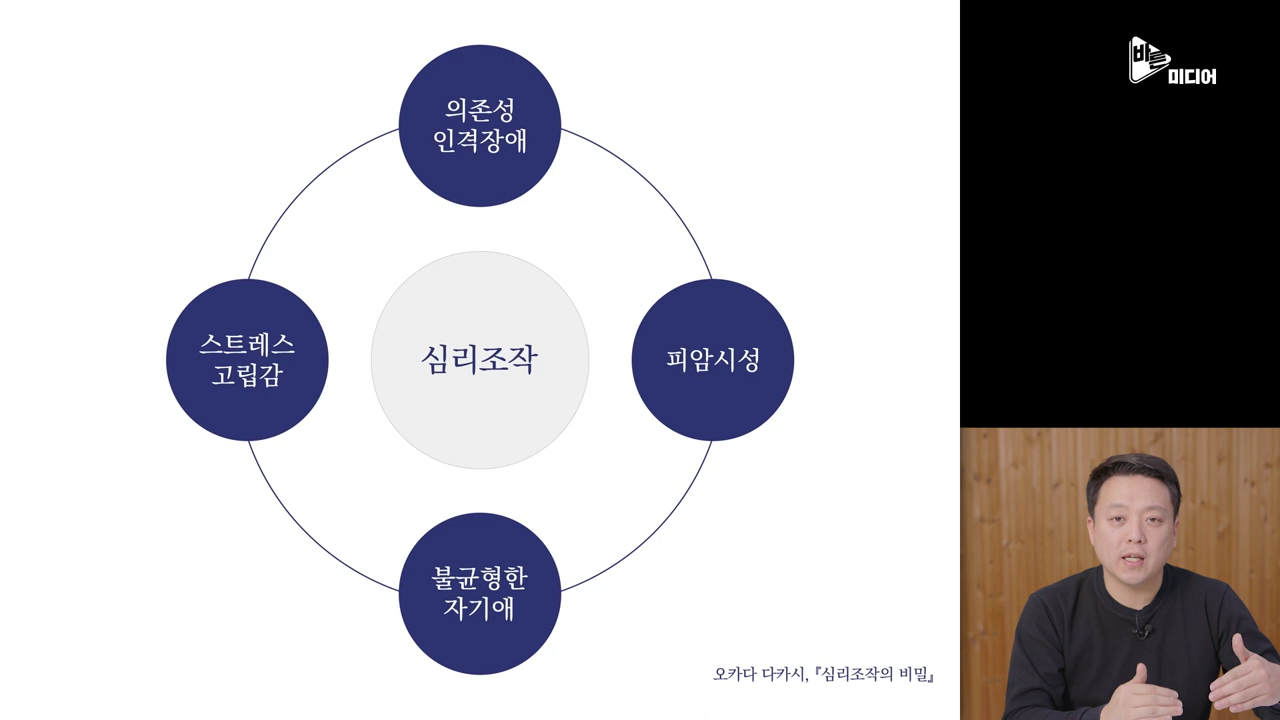 의존성
인격장애
스트레스
고립감
심리조작
피암시성
불균형한
자기애
오카다 다카시, 『심리조작의 비밀』
바른
미디어